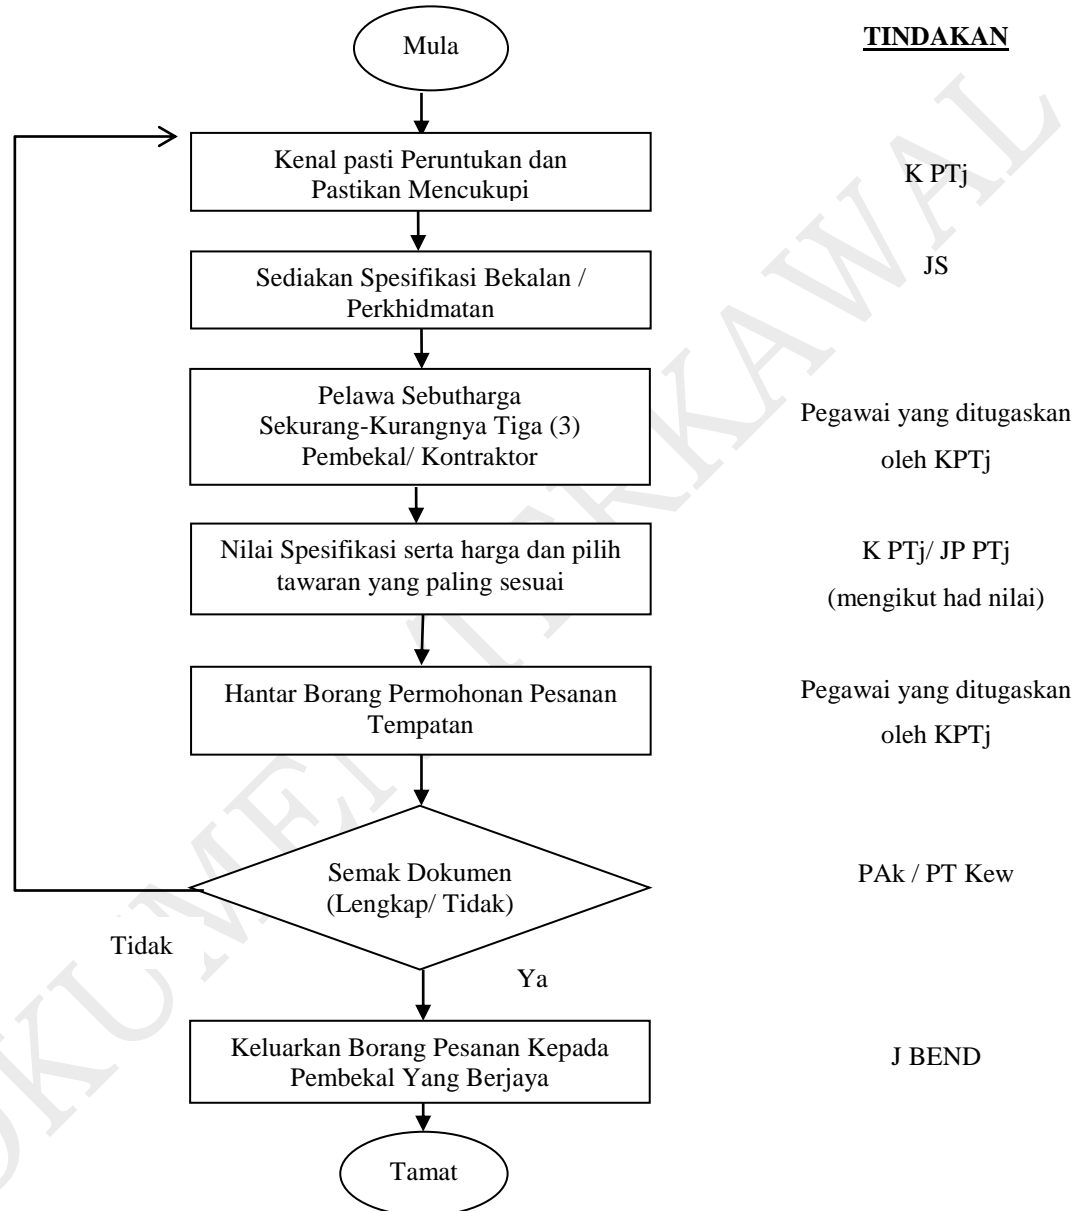 Mula
TINDAKAN
Kenal pasti Peruntukan dan
Pastikan Mencukupi
K PTj
Sediakan Spesifikasi Bekalan /
Perkhidmatan
JS
Pelawa Sebutharga
Sekurang-Kurangnya Tiga (3)
Pembekal/ Kontraktor
Pegawai yang ditugaskan
oleh KPTj
Nilai Spesifikasi serta harga dan pilih
tawaran yang paling sesuai
K PTj/ JP PTj
(mengikut had nilai)
Hantar Borang Permohonan Pesanan
Tempatan
Pegawai yang ditugaskan
oleh KPTj
Semak Dokumen
(Lengkap/ Tidak)
PAk / PT Kew
Tidak
Ya
Keluarkan Borang Pesanan Kepada
Pembekal Yang Berjaya
J BEND
Tamat